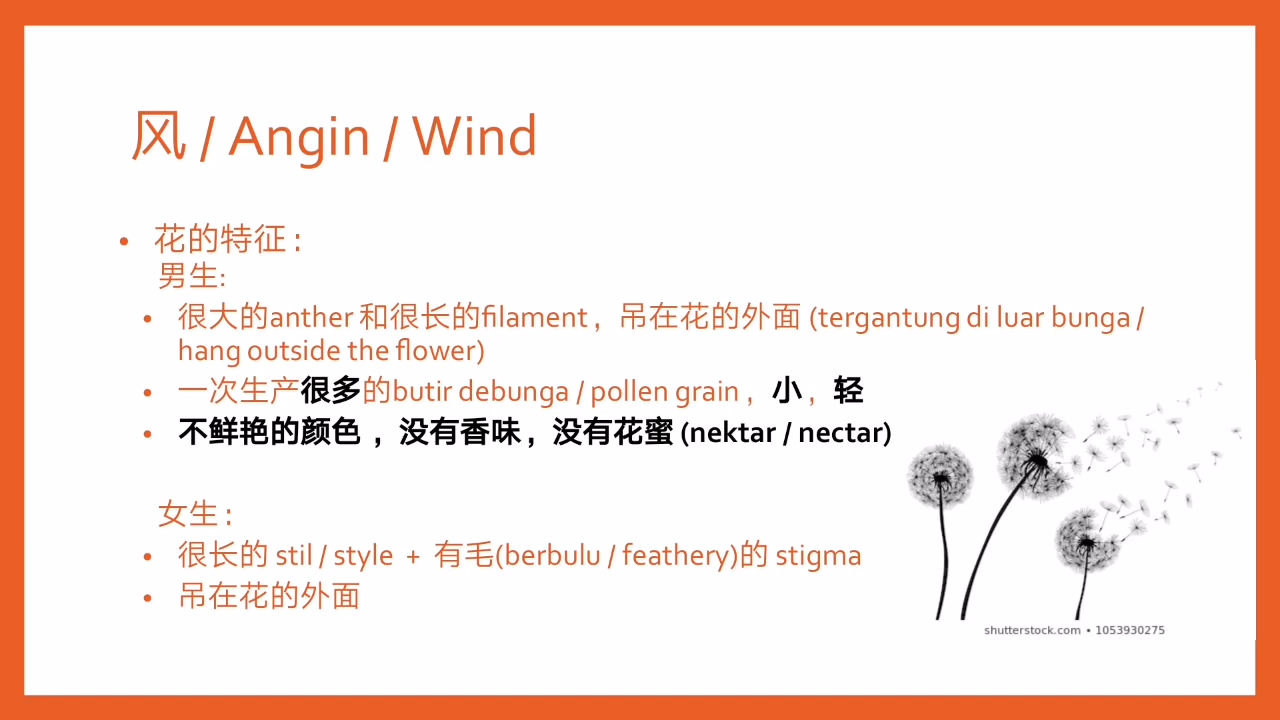 风 / Angin / Wind
• 花的特征 :
男生:
• 很大的anther 和很长的filament , 吊在花的外面 (tergantung di luar bunga /
hang outside the flower)
• 一次生产很多的butir debunga / pollen grain , 小 , 轻
• 不鲜艳的颜色 , 没有香味 , 没有花蜜 (nektar / nectar)
女生 :
• 很长的 stil / style + 有毛(berbulu / feathery)的 stigma
• 吊在花的外面
shutterstock.com • 1053930275